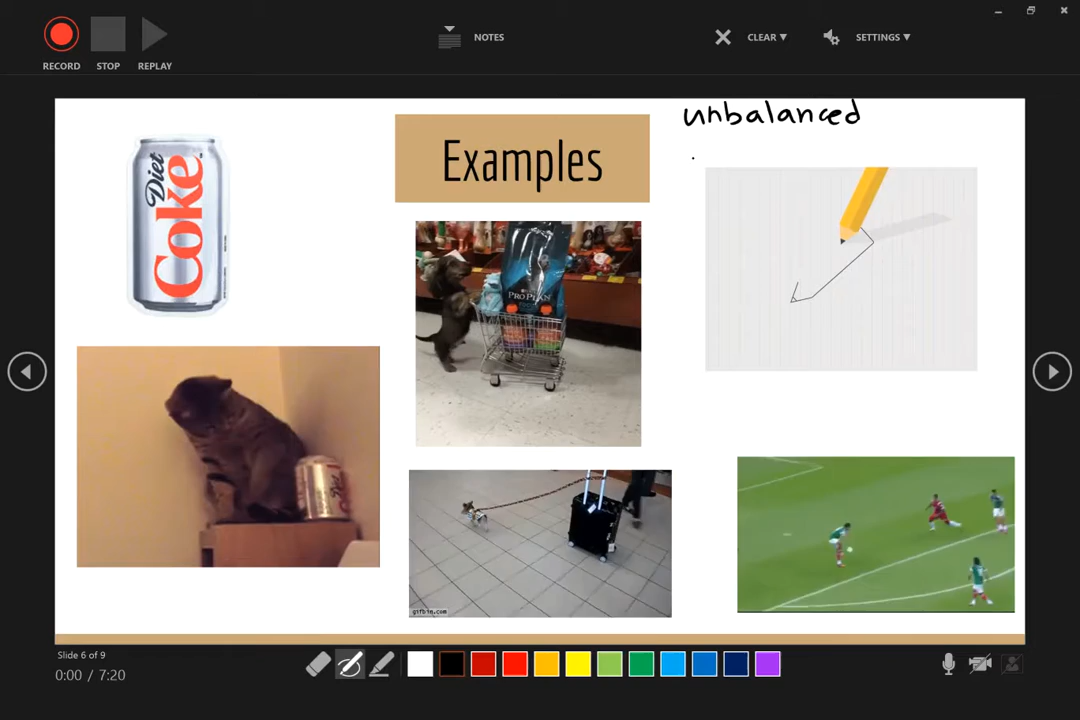 RECORD
STOP
REPLAY
NOTES
CLEAR
SETTINGS
unbalanced
Examples
Diet
Coke
PRO PLAN
gifbin.com
Slide 6 of 9
0:00 / 7:20